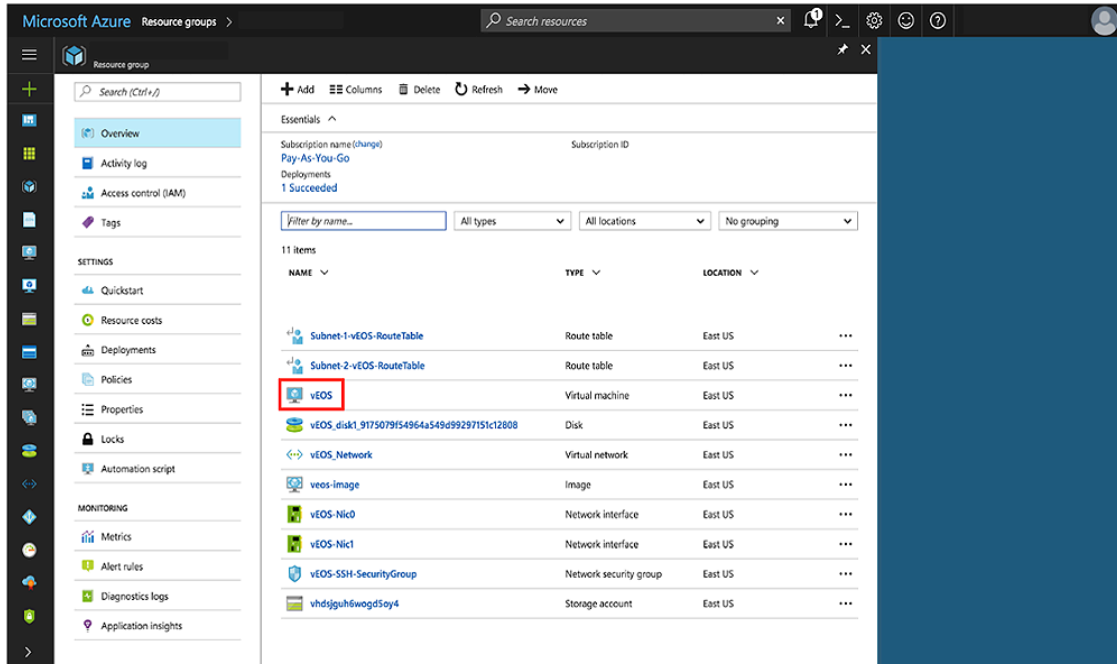 Microsoft Azure Resource groups >
Search resources
1
Resource group
Search (Ctrl+/)
Overview
Activity log
Access control (IAM)
Tags
SETTINGS
Quickstart
Resource costs
Deployments
Policies
Properties
Locks
Automation script
MONITORING
Metrics
Alert rules
Diagnostics logs
Application insights
Add Columns Delete Refresh Move
Essentials
Subscription name (change) Subscription ID
Pay-As-You-Go
Deployments
1 Succeeded
Filter by name... All types All locations No grouping
11 items
NAME TYPE LOCATION
Subnet-1-vEOS-RouteTable Route table East US
Subnet-2-vEOS-RouteTable Route table East US
vEOS Virtual machine East US
vEOS_disk1_9175079f54964a549d99297151c12808 Disk East US
vEOS_Network Virtual network East US
veos-image Image East US
vEOS-Nic0 Network interface East US
vEOS-Nic1 Network interface East US
vEOS-SSH-SecurityGroup Network security group East US
vhdsjguh6wogd5oy4 Storage account East US